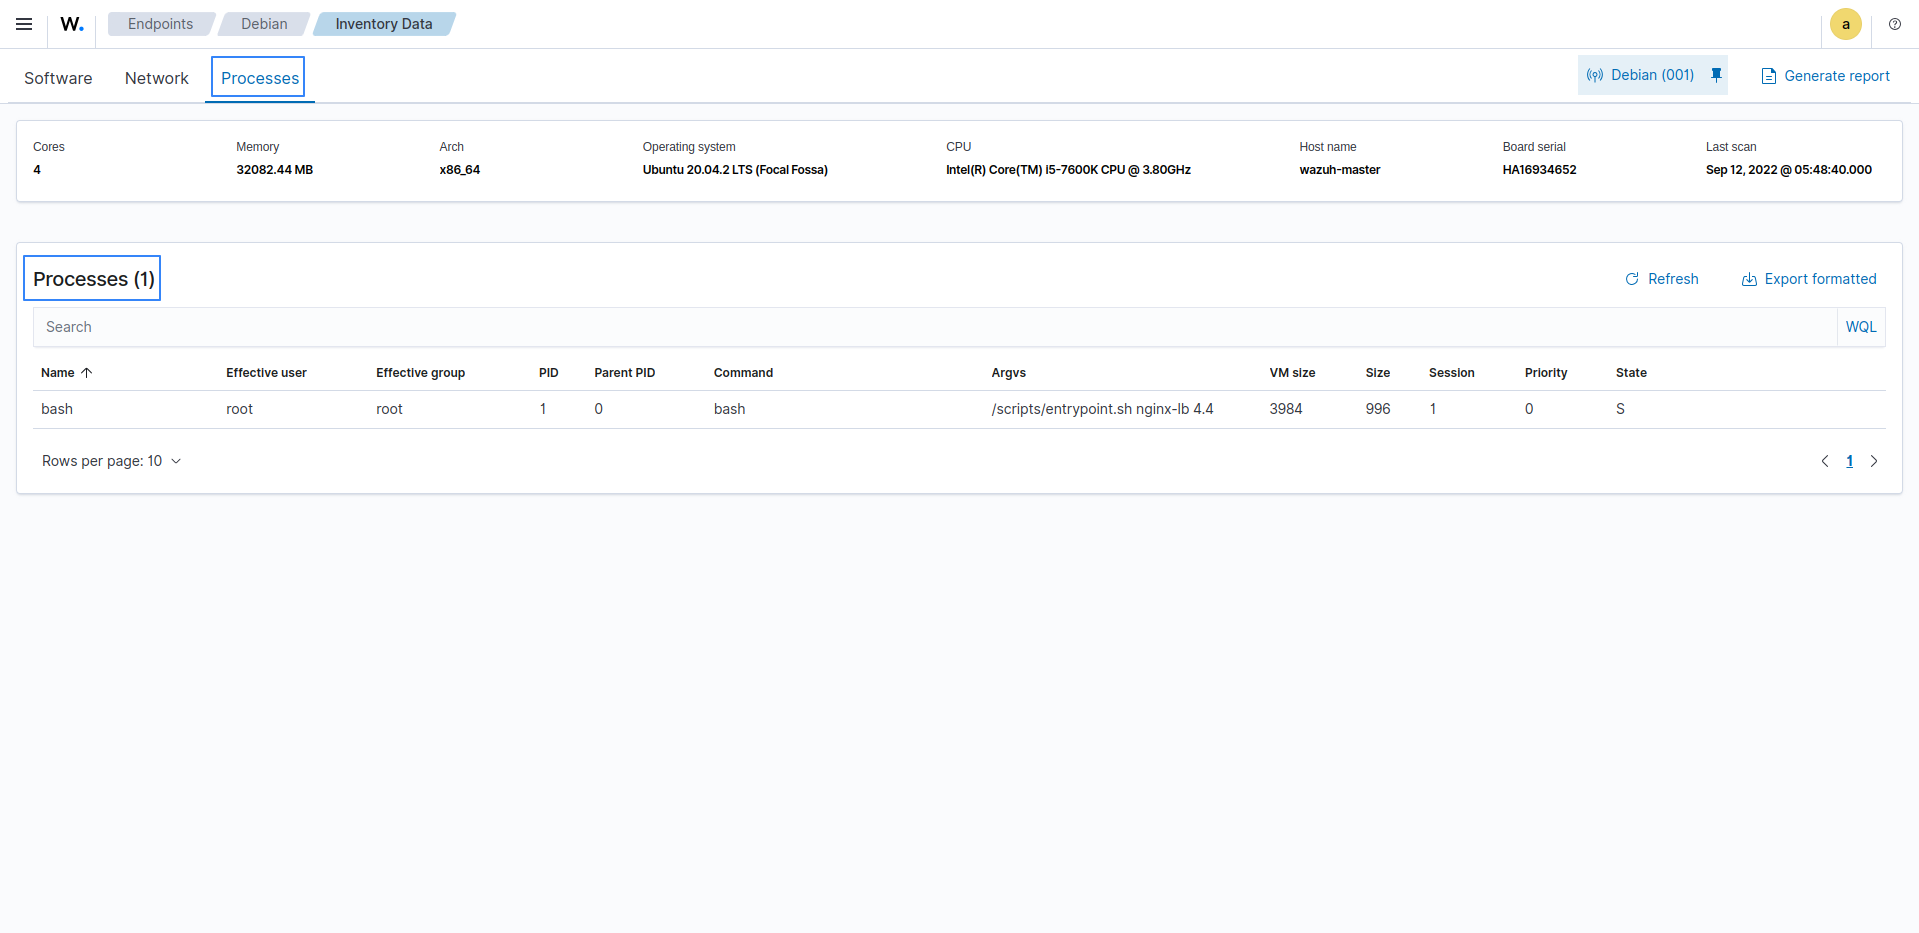 W. Endpoints Debian Inventory Data a
Software Network Processes Debian (001) Generate report
Cores Memory Arch Operating system CPU Host name Board serial Last scan
4 32082.44 MB x86_64 Ubuntu 20.04.2 LTS (Focal Fossa) Intel(R) Core(TM) i5-7600K CPU @ 3.80GHz wazuh-master HA16934652 Sep 12, 2022 @ 05:48:40.000
Processes (1) Refresh Export formatted
Search WQL
Name Effective user Effective group PID Parent PID Command Argvs VM size Size Session Priority State
bash root root 1 0 bash /scripts/entrypoint.sh nginx-lb 4.4 3984 996 1 0 S
Rows per page: 10 1